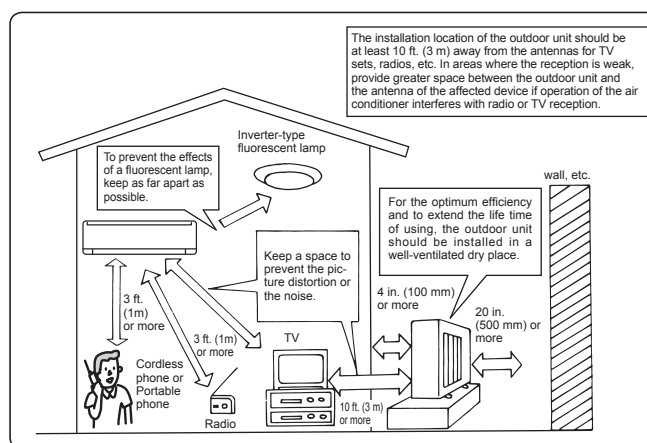 The installation location of the outdoor unit should be
at least 10 ft. (3 m) away from the antennas for TV
sets, radios, etc. In areas where the reception is weak,
provide greater space between the outdoor unit and
the antenna of the affected device if operation of the air
conditioner interferes with radio or TV reception.
Inverter-type
fluorescent lamp
To prevent the effects
of a fluorescent lamp,
keep as far apart as
possible.
wall, etc.
For the optimum efficiency
and to extend the life time
of using, the outdoor unit
should be installed in a
well-ventilated dry place.
Keep a space to
prevent the pic-
ture distortion or
the noise.
4 in. (100 mm)
or more
20 in.
(500 mm) or
more
3 ft.
(1m)
or more
3 ft. (1m)
or more
TV
Cordless
phone or
Portable
phone
Radio
10 ft. (3 m)
or more